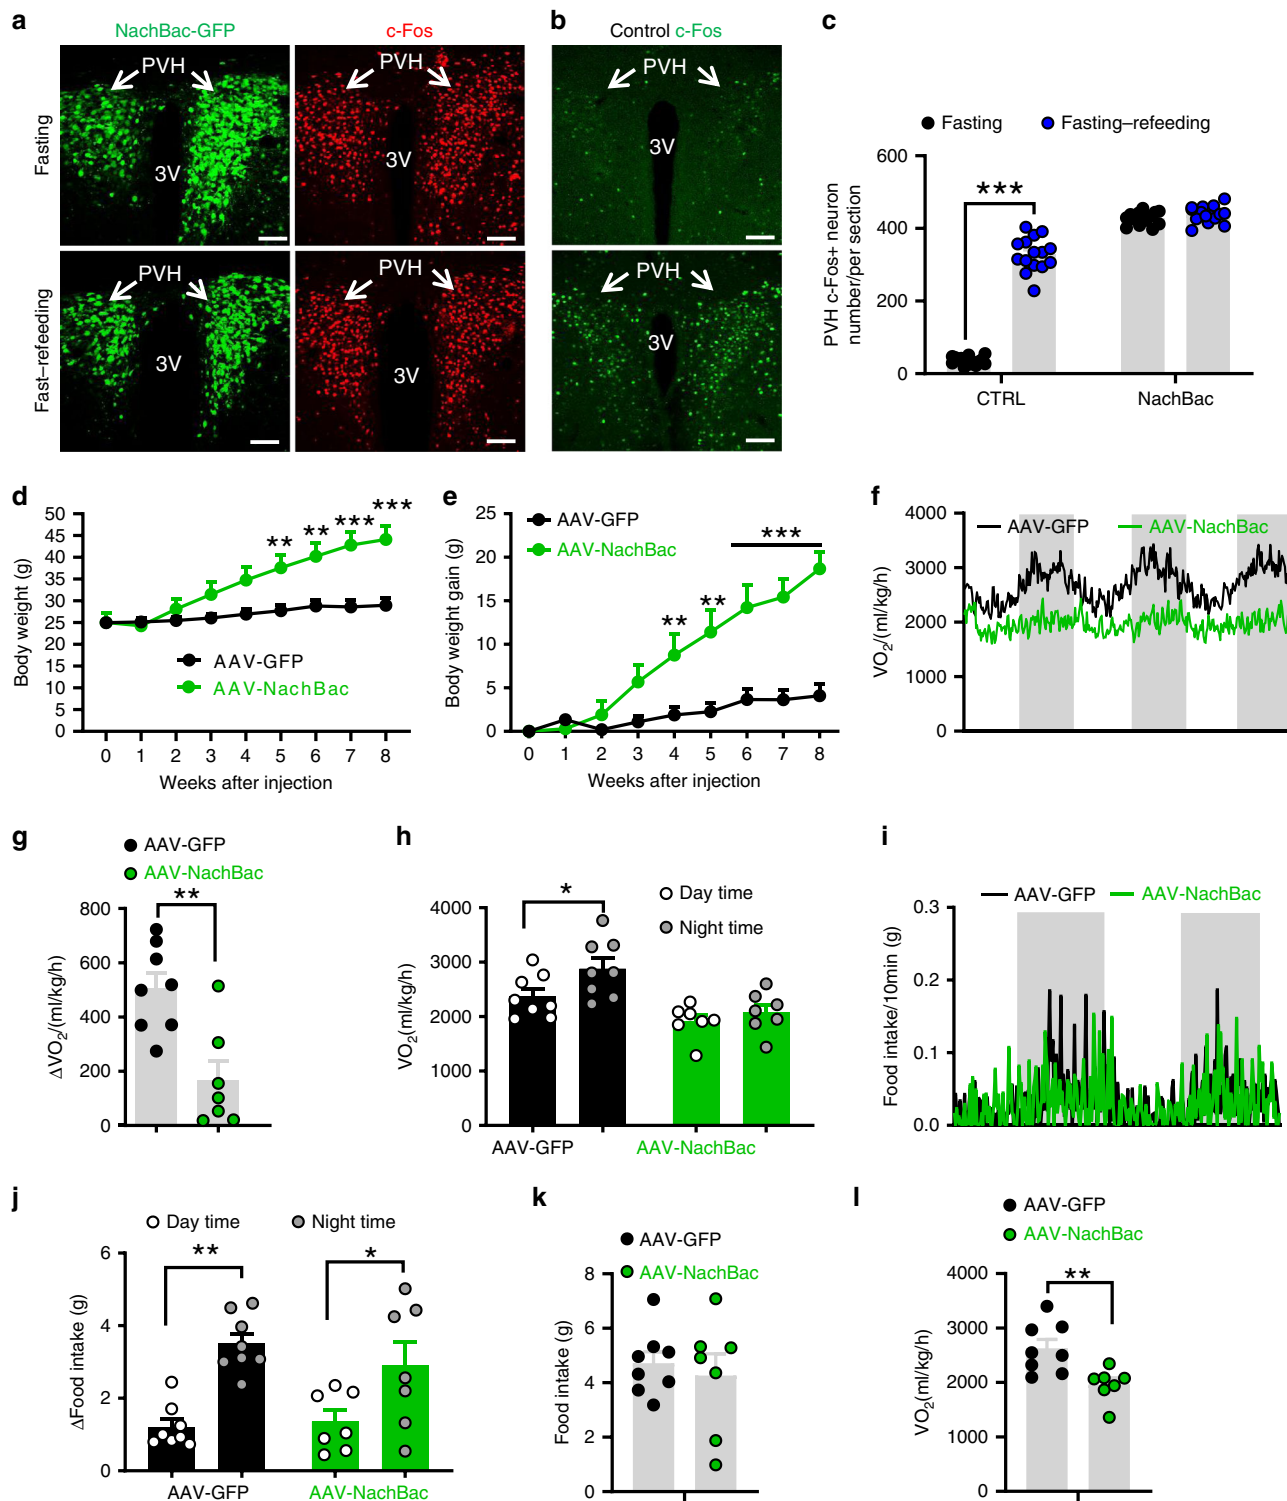 a
NachBac-GFP
c-Fos
Fasting
PVH
3V
PVH
3V
Fast–refeeding
PVH
3V
PVH
3V
b
Control c-Fos
PVH
3V
PVH
3V
c
Fasting
Fasting–refeeding
PVH c-Fos+ neuron
number/per section
600
400
200
0
***
CTRL
NachBac
d
Body weight (g)
50
45
40
35
30
25
20
15
10
5
0
** ** *** ***
AAV-GFP
AAV-NachBac
0 1 2 3 4 5 6 7 8
Weeks after injection
e
Body weight gain (g)
25
20
15
10
5
0
AAV-GFP
AAV-NachBac
** ** ***
0 1 2 3 4 5 6 7 8
Weeks after injection
f
VO2/(ml/kg/h)
4000
3000
2000
1000
0
AAV-GFP
AAV-NachBac
g
AAV-GFP
AAV-NachBac
ΔVO2/(ml/kg/h)
800
600
400
200
0
**
h
VO2(ml/kg/h)
4000
3000
2000
1000
0
*
Day time
Night time
AAV-GFP
AAV-NachBac
i
Food intake/10min (g)
0.3
0.2
0.1
0.0
AAV-GFP
AAV-NachBac
j
Day time
Night time
ΔFood intake (g)
6
4
2
0
**
*
AAV-GFP
AAV-NachBac
k
AAV-GFP
AAV-NachBac
Food intake (g)
8
6
4
2
0
l
AAV-GFP
AAV-NachBac
VO2(ml/kg/h)
4000
3000
2000
1000
0
**